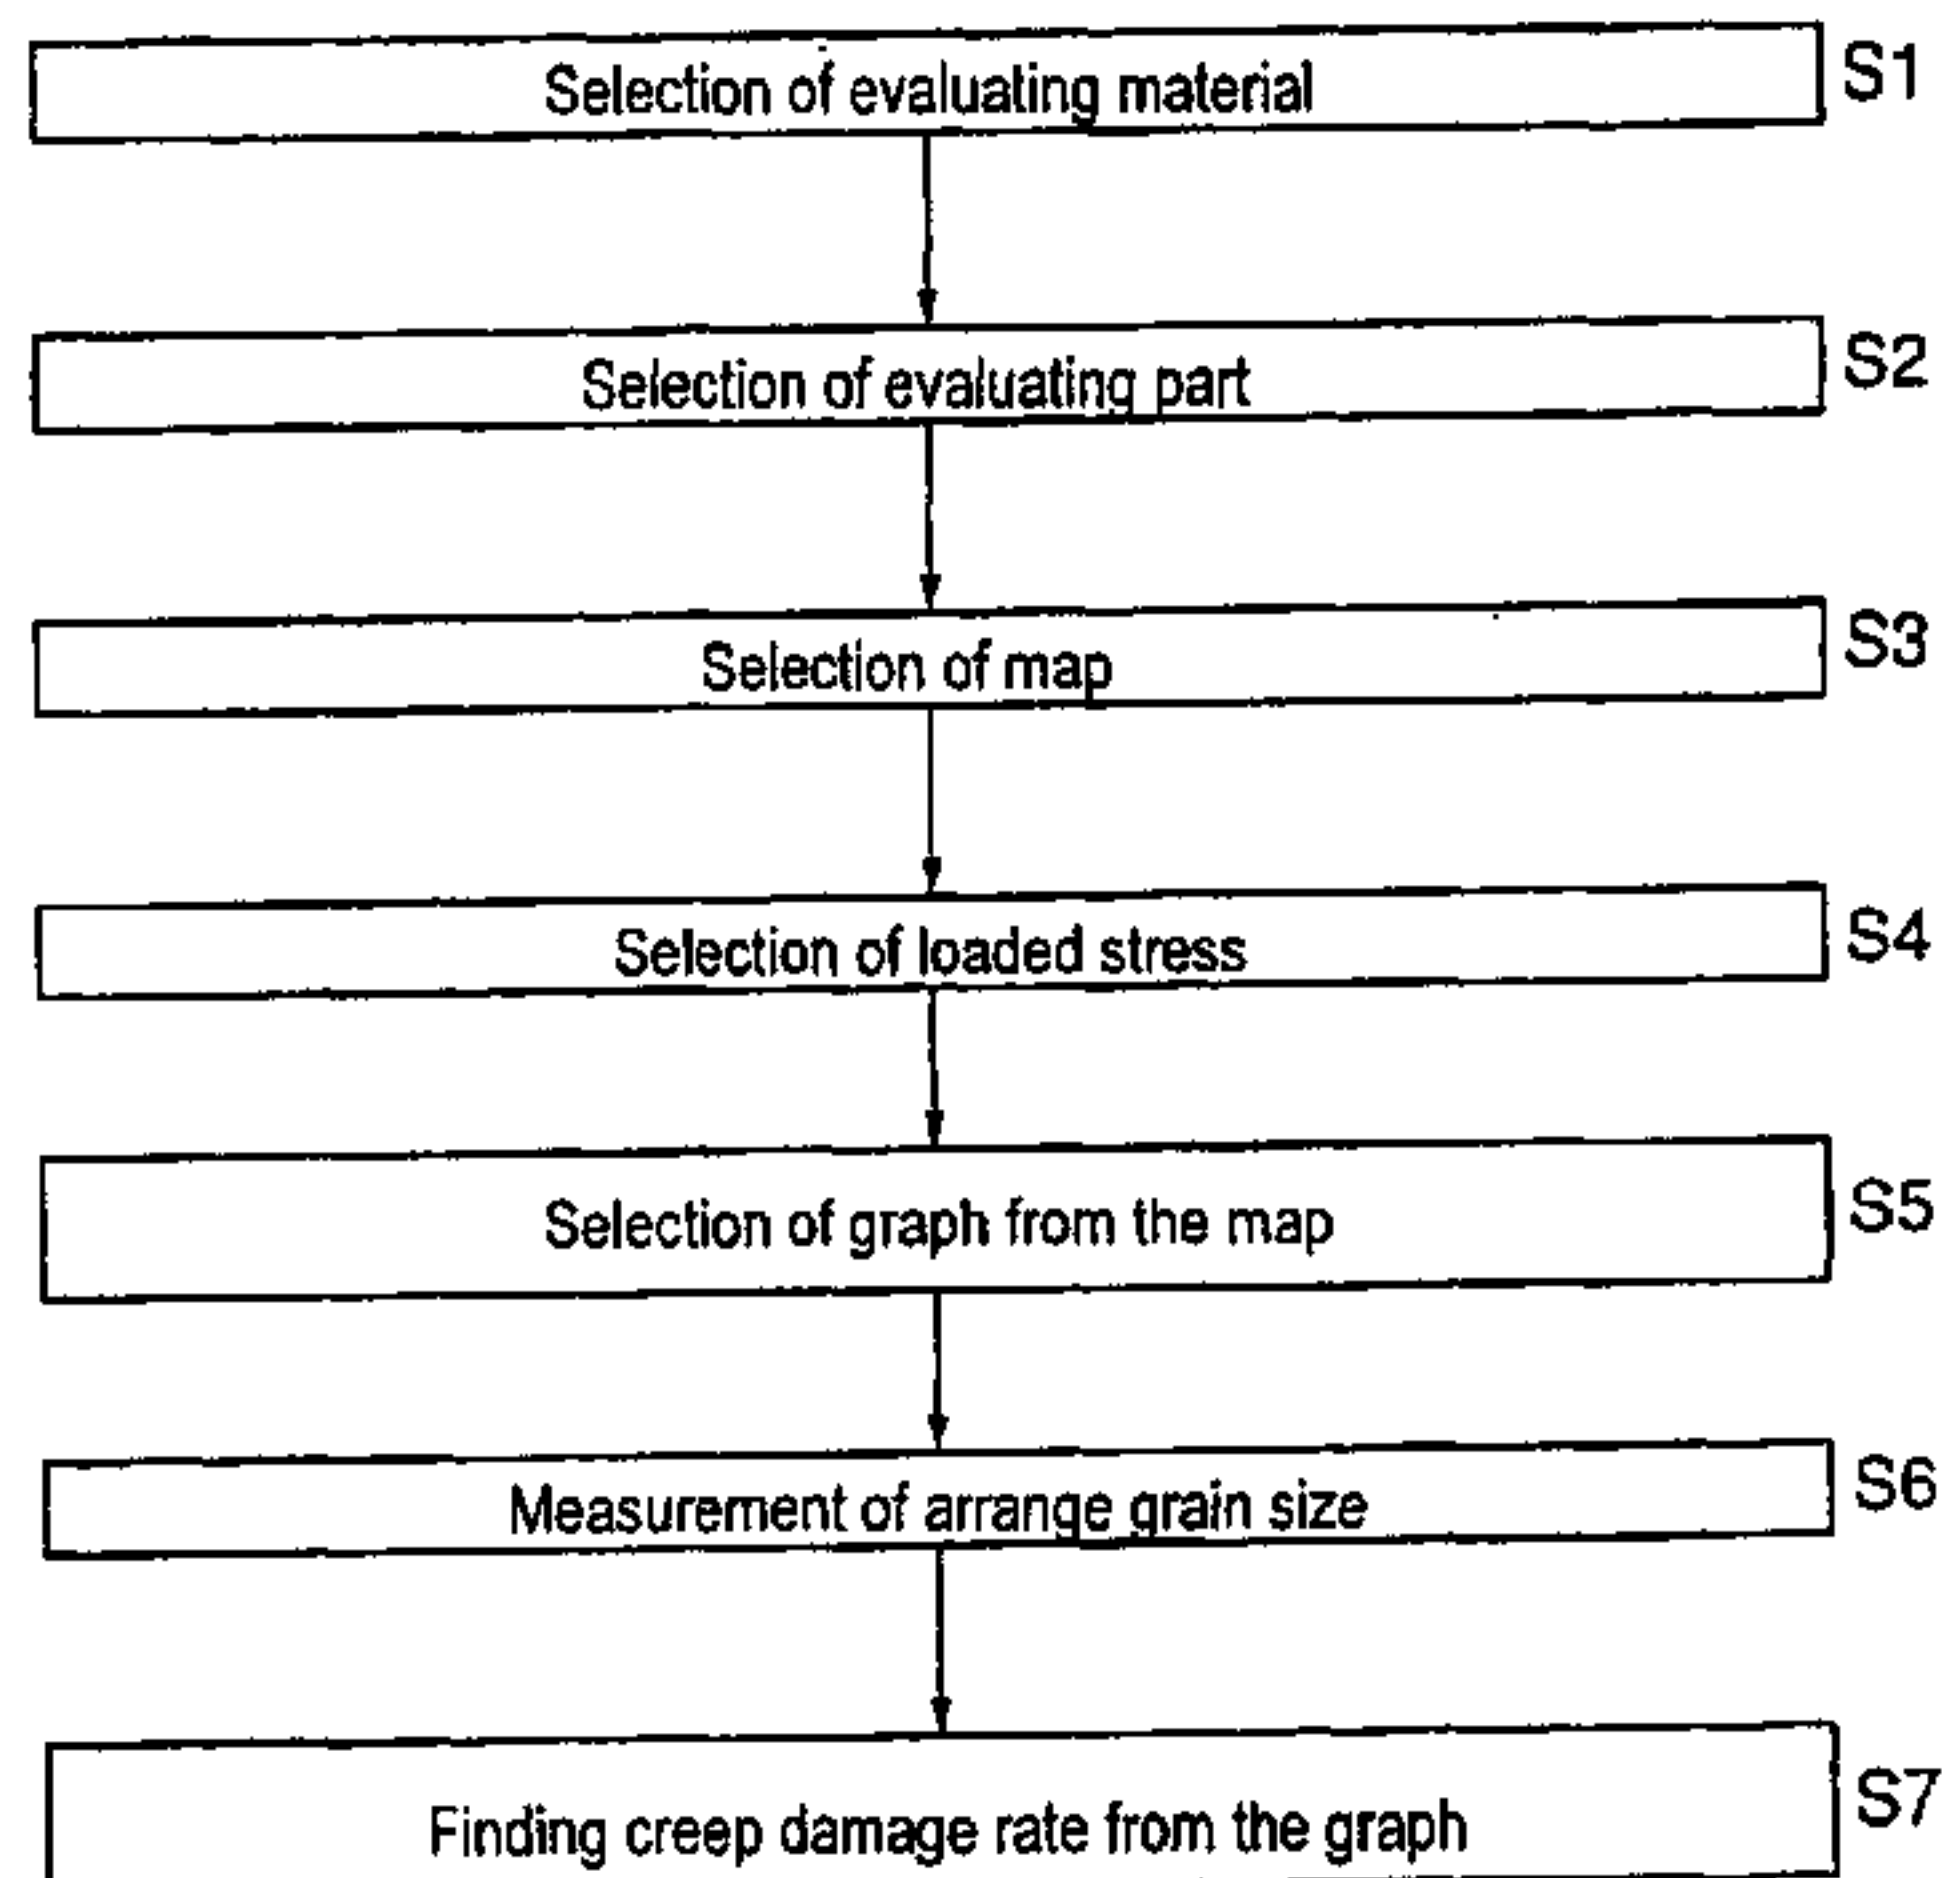 Selection of evaluating material S1
Selection of evaluating part S2
Selection of map S3
Selection of loaded stress S4
Selection of graph from the map S5
Measurement of arrange grain size S6
Finding creep damage rate from the graph S7